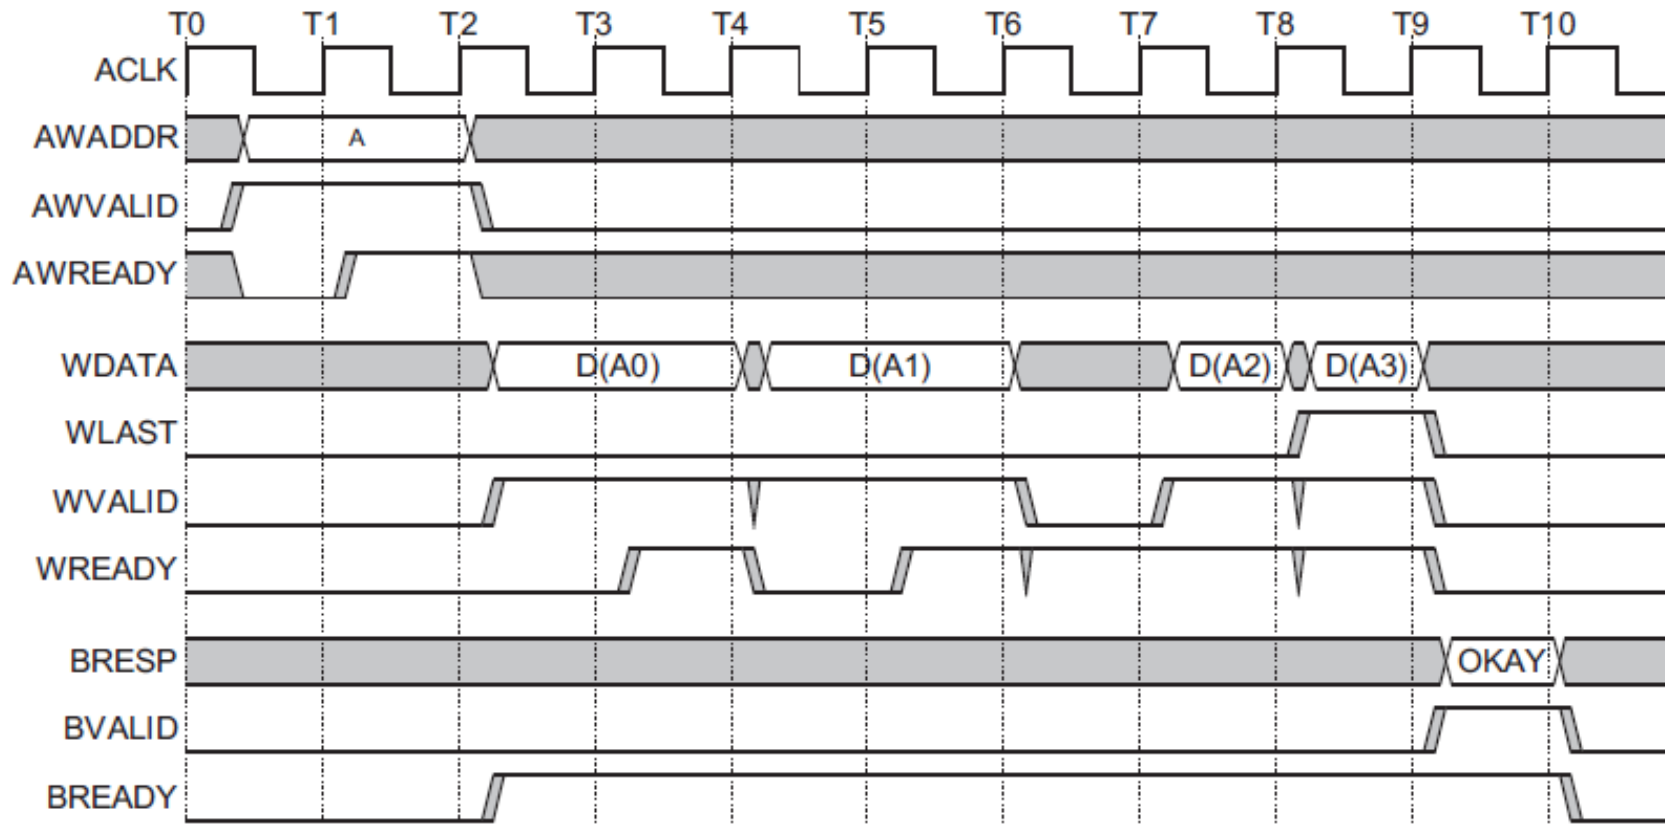 T0 T1 T2 T3 T4 T5 T6 T7 T8 T9 T10
ACLK
AWADDR A
AWVALID
AWREADY
WDATA D(A0) D(A1) D(A2) D(A3)
WLAST
WVALID
WREADY
BRESP OKAY
BVALID
BREADY